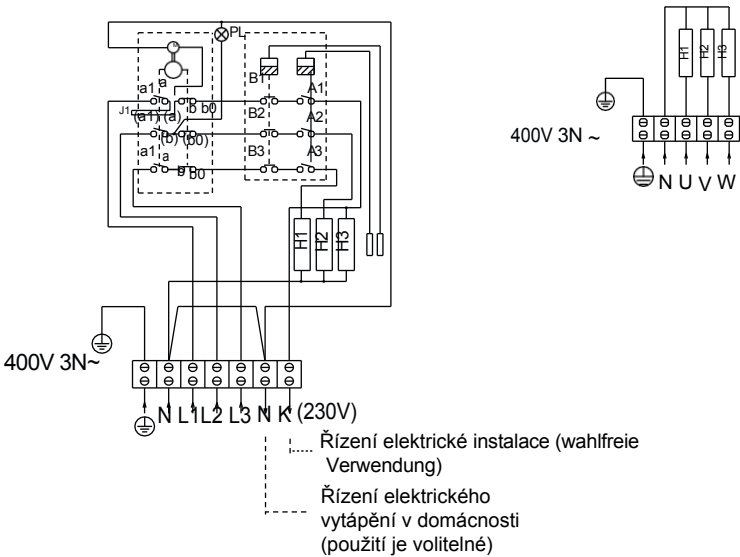 PL
M
a
a1
J1
(a1) (a)
b b0
(b) (b0)
a1 a
b b0
B1
B2
B3
A1
A2
A3
H1
H2
H3
400V 3N~
N L1 L2 L3 N K (230V)
Řízení elektrické instalace (wahlfreie
Verwendung)
Řízení elektrického
vytápění v domácnosti
(použití je volitelné)
H1
H2
H3
400V 3N ~
N U V W